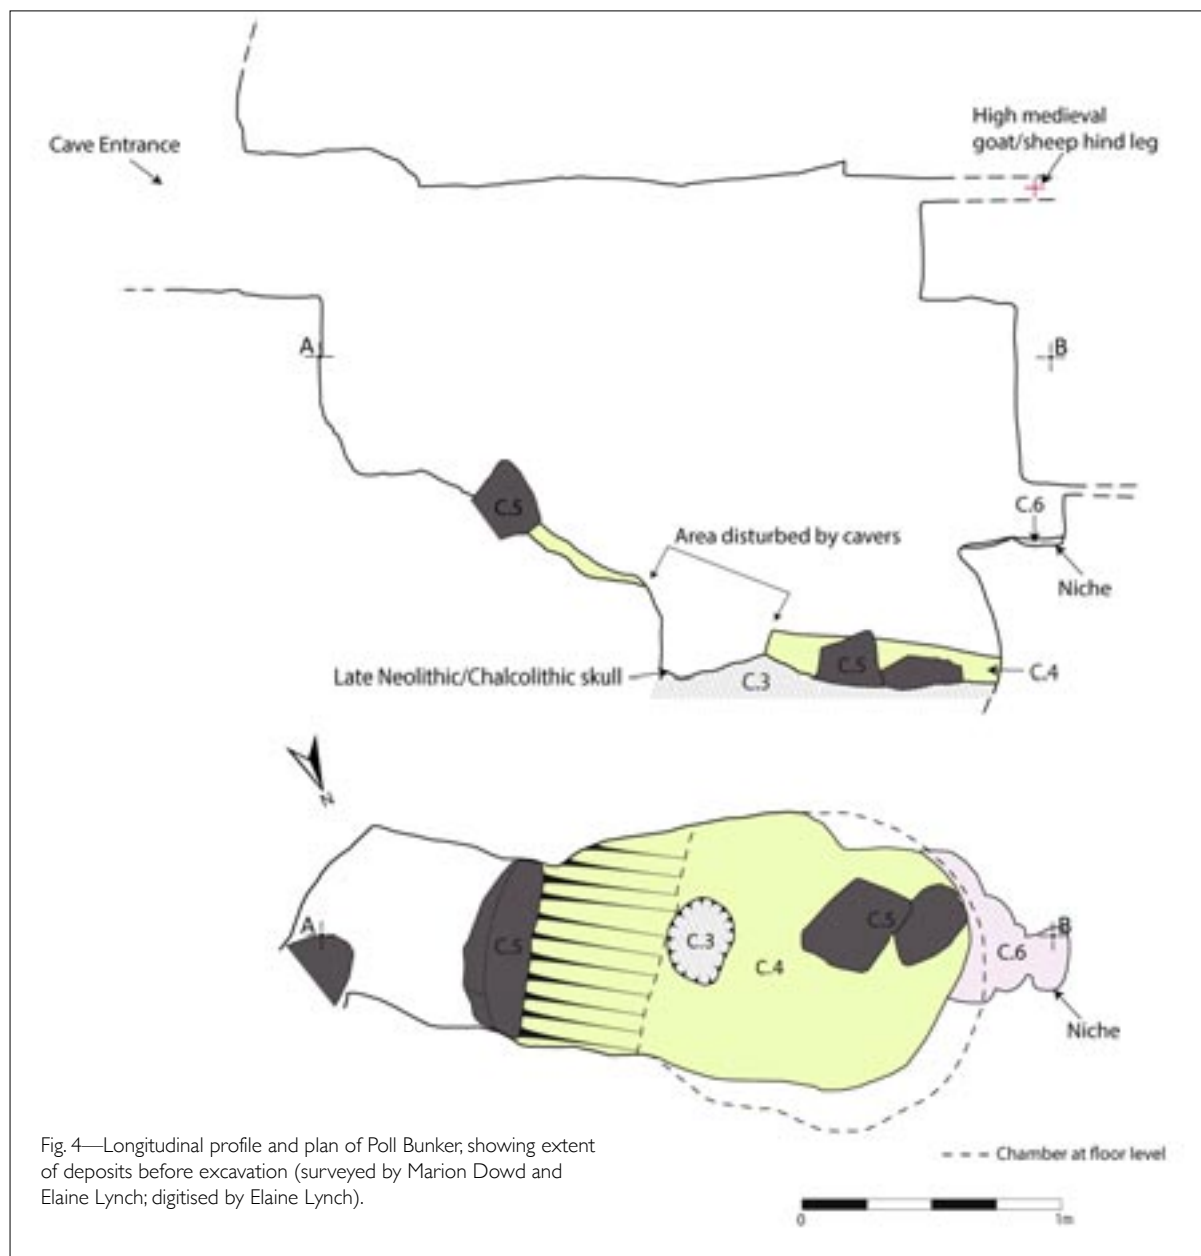 High medieval
goat/sheep hind leg
Cave Entrance
A
B
C.5
C.6
Area disturbed by cavers
Niche
Late Neolithic/Chalcolithic skull
C.5
C.3
C.4
N
A
C.5
C.3
C.4
C.5
B
C.6
Niche
Fig. 4—Longitudinal profile and plan of Poll Bunker, showing extent
of deposits before excavation (surveyed by Marion Dowd and
Elaine Lynch; digitised by Elaine Lynch).
Chamber at floor level
0 1m